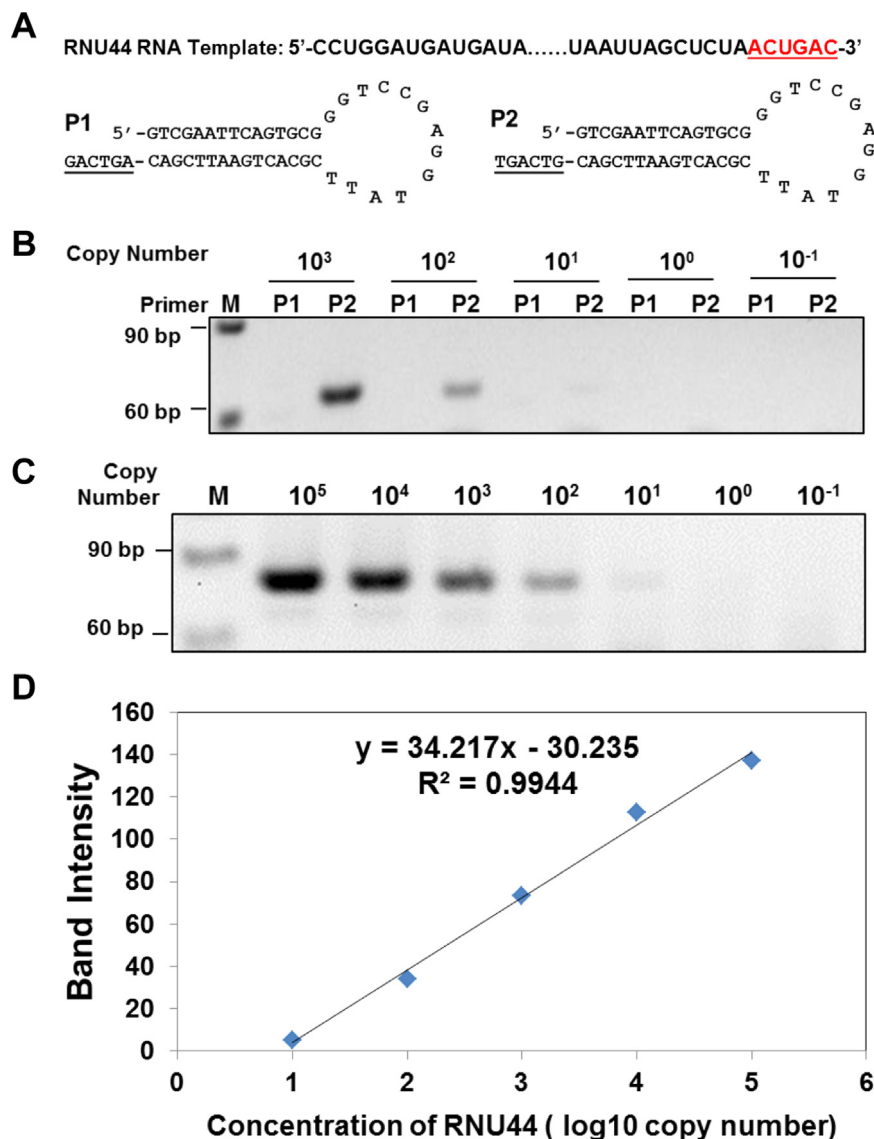 A
RNU44 RNA Template: 5'-CCUGGAUGAUGAUA......UAAUUAGCUCUAACUGAC-3'
P1
5'-GTCGAATTCAGTGCG
GACTGA-CAGCTTAAGTCACGC
GGTCCGAGGTATT
P2
5'-GTCGAATTCAGTGCG
TGACTG-CAGCTTAAGTCACGC
GGTCCGAGGTATT
B
Copy Number 10³ 10² 10¹ 10⁰ 10⁻¹
Primer M P1 P2 P1 P2 P1 P2 P1 P2 P1 P2
90 bp
60 bp
C
Copy
Number M 10⁵ 10⁴ 10³ 10² 10¹ 10⁰ 10⁻¹
90 bp
60 bp
D
y = 34.217x - 30.235
R² = 0.9944
Band Intensity
160
140
120
100
80
60
40
20
0
0 1 2 3 4 5 6
Concentration of RNU44 ( log10 copy number)